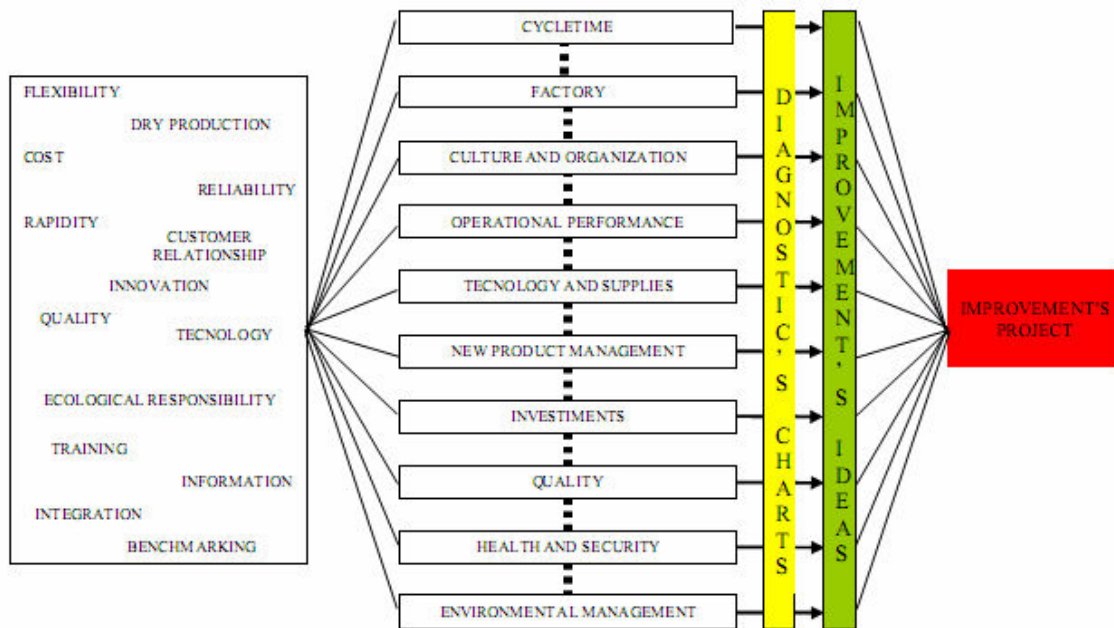 FLEXIBILITY
DRY PRODUCTION
COST
RELIABILITY
RAPIDITY
CUSTOMER
RELATIONSHIP
INNOVATION
QUALITY
TECNOLOGY
ECOLOGICAL RESPONSIBILITY
TRAINING
INFORMATION
INTEGRATION
BENCHMARKING
CYCLETIME
FACTORY
CULTURE AND ORGANIZATION
OPERATIONAL PERFORMANCE
TECNOLOGY AND SUPPLIES
NEW PRODUCT MANAGEMENT
INVESTIMENTS
QUALITY
HEALTH AND SECURITY
ENVIRONMENTAL MANAGEMENT
DIAGNOSTIC'S CHARTS
IMPROVEMENT'S IDEAS
IMPROVEMENT'S
PROJECT